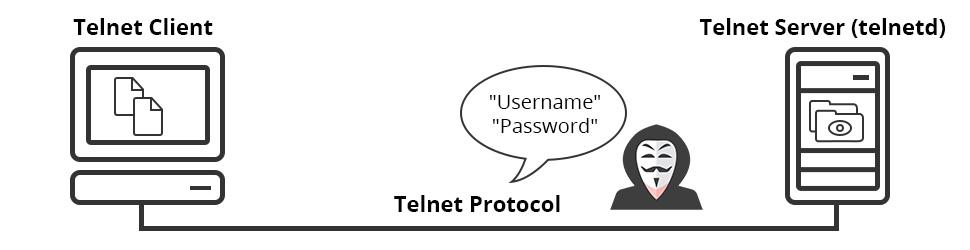 Telnet Client
Telnet Server (telnetd)
"Username"
"Password"
Telnet Protocol